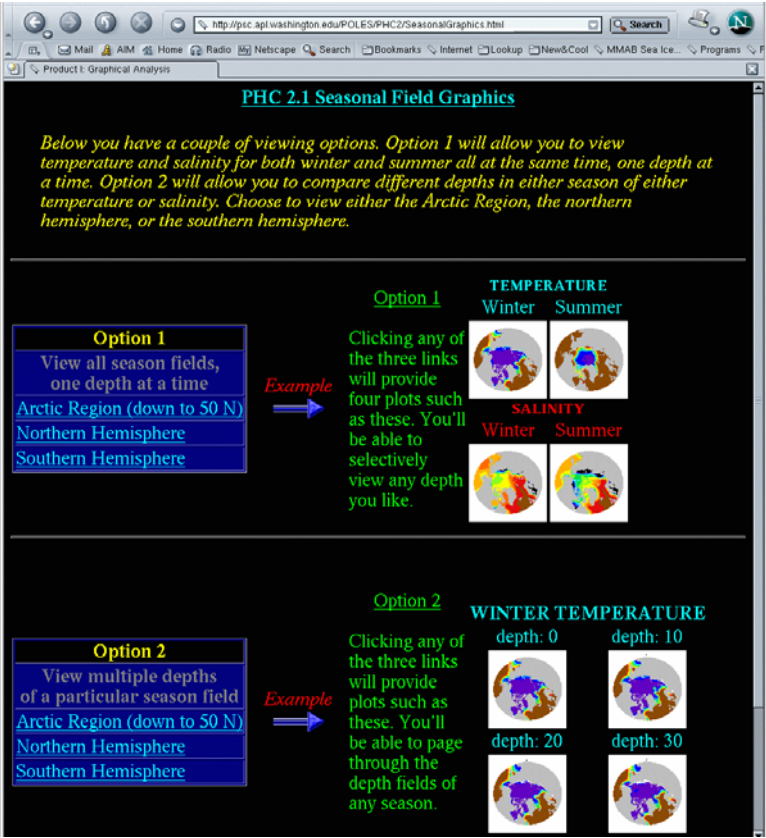 http://psc.apl.washington.edu/POLES/PHC2/SeasonalGraphics.html
Search
Mail AIM Home Radio My Netscape Search Bookmarks Internet Lookup New&Cool MMAB Sea Ice... Programs
Product I: Graphical Analysis
PHC 2.1 Seasonal Field Graphics
Below you have a couple of viewing options. Option 1 will allow you to view
temperature and salinity for both winter and summer all at the same time, one depth at
a time. Option 2 will allow you to compare different depths in either season of either
temperature or salinity. Choose to view either the Arctic Region, the northern
hemisphere, or the southern hemisphere.
Option 1
View all season fields,
one depth at a time
Arctic Region (down to 50 N)
Northern Hemisphere
Southern Hemisphere
Example
Option 1
Clicking any of
the three links
will provide
four plots such
as these. You'll
be able to
selectively
view any depth
you like.
TEMPERATURE
Winter Summer
SALINITY
Winter Summer
Option 2
View multiple depths
of a particular season field
Arctic Region (down to 50 N)
Northern Hemisphere
Southern Hemisphere
Example
Option 2
Clicking any of
the three links
will provide
plots such as
these. You'll
be able to page
through the
depth fields of
any season.
WINTER TEMPERATURE
depth: 0 depth: 10
depth: 20 depth: 30